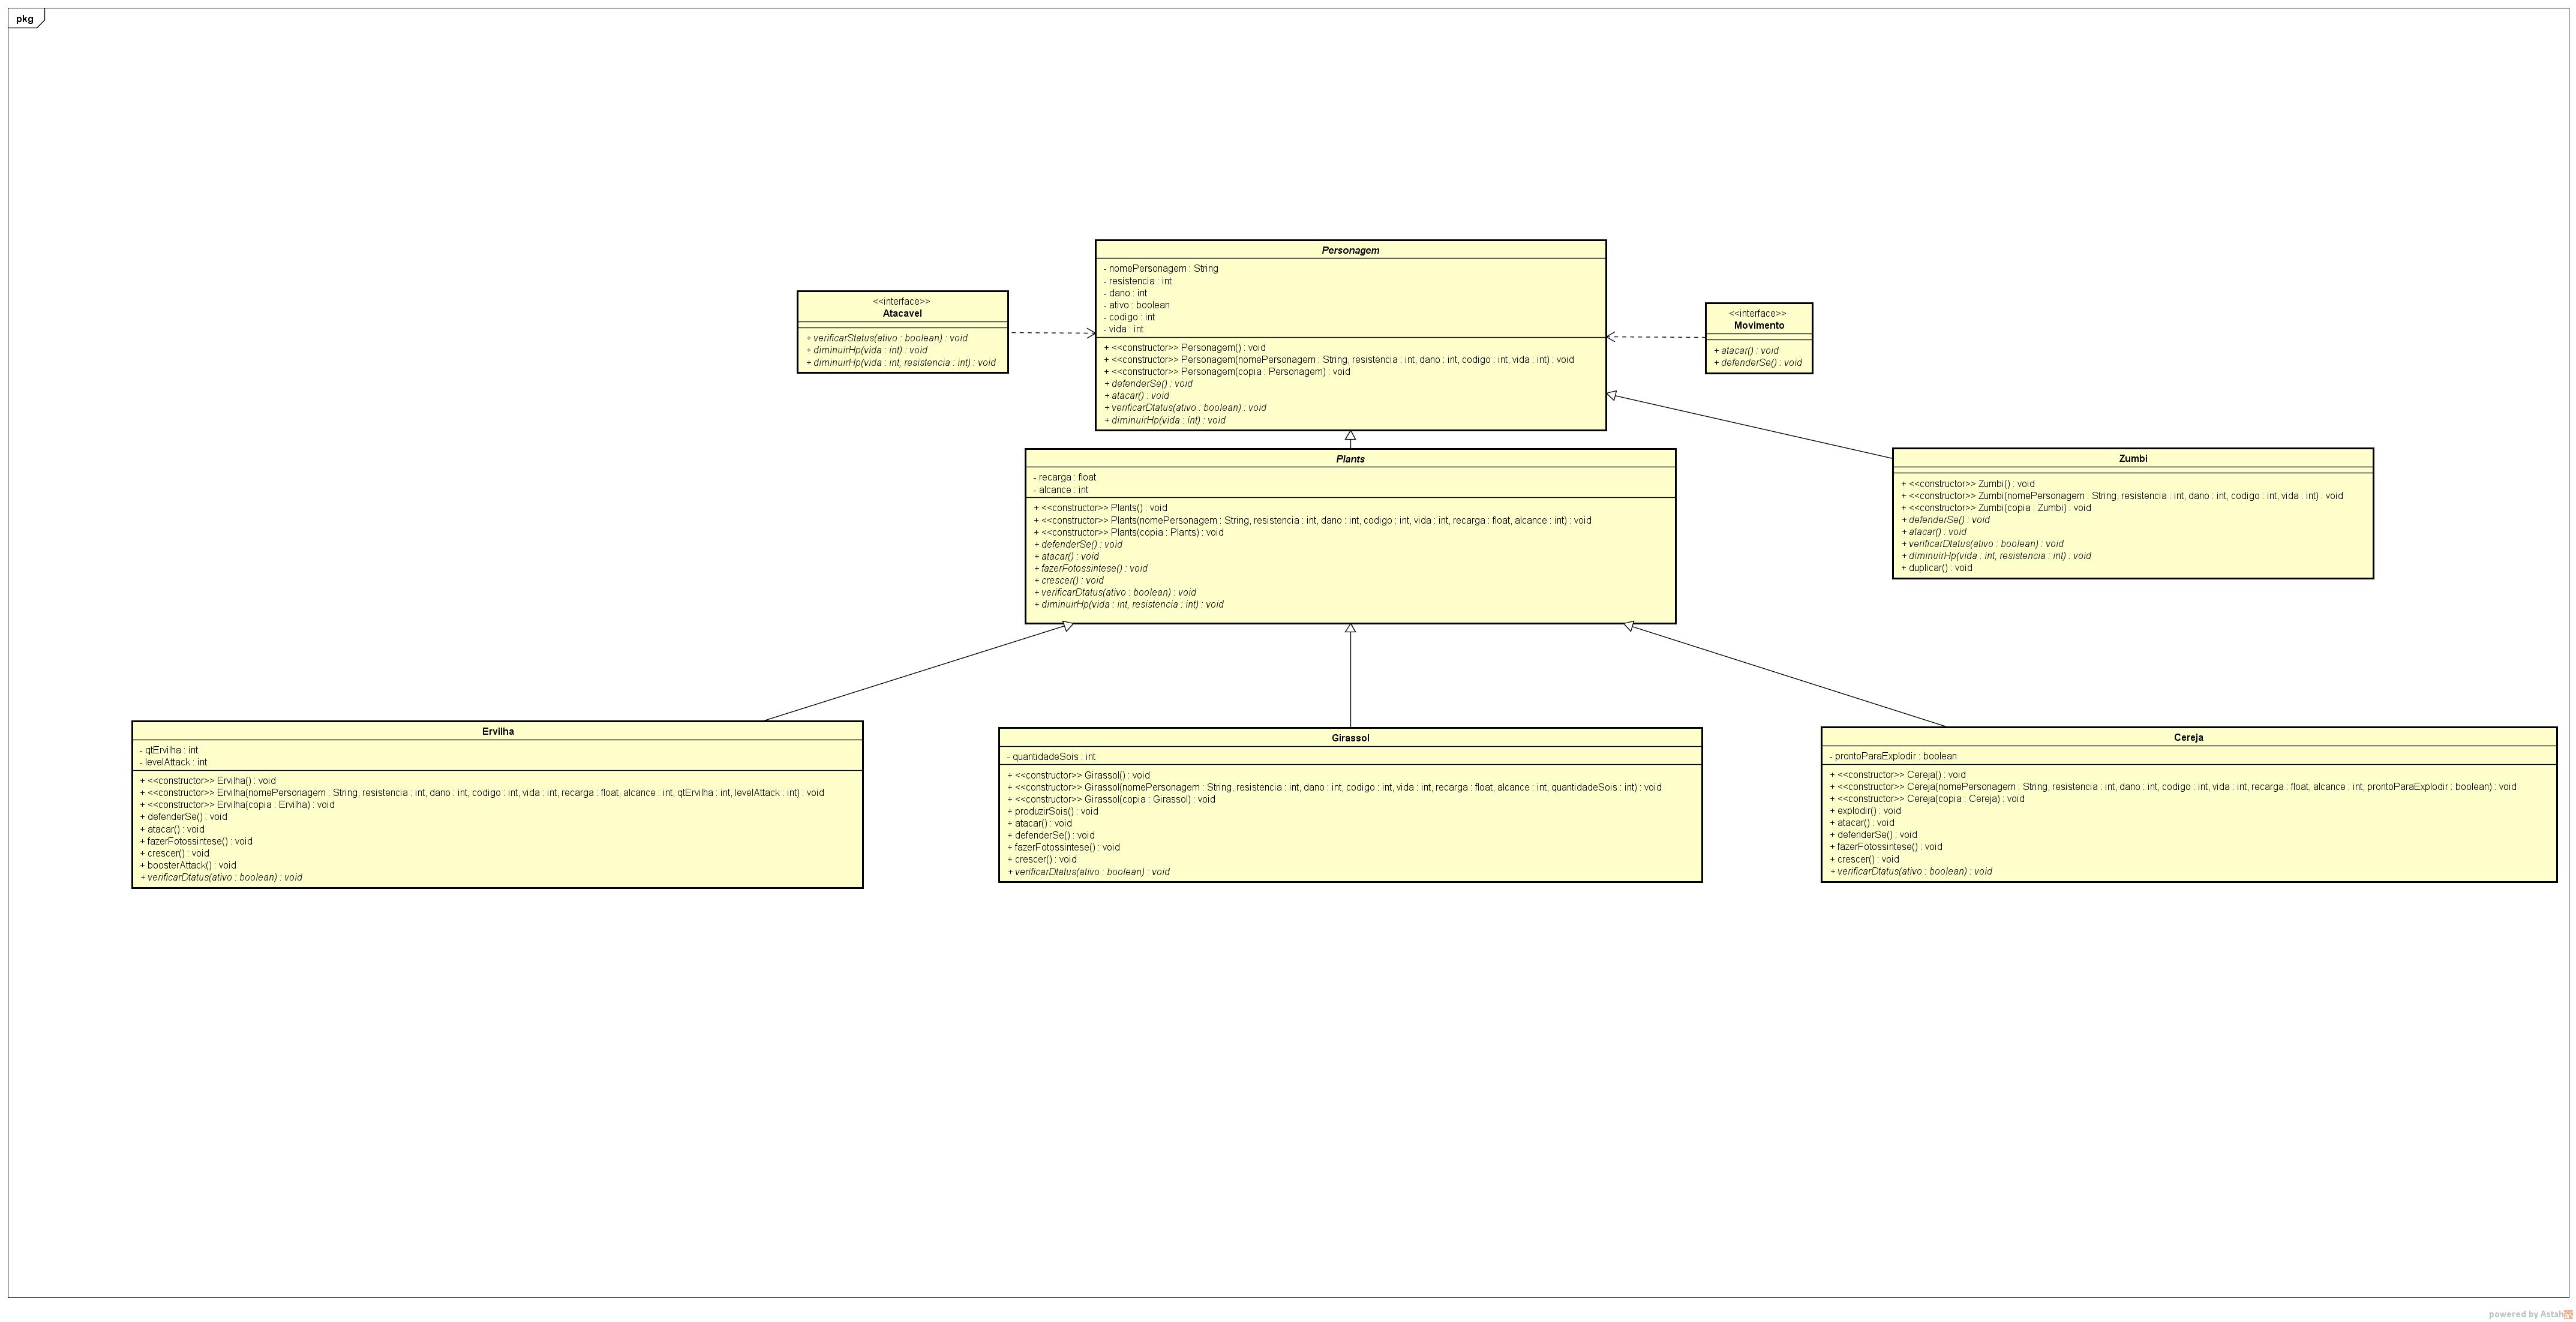 pkg
Personagem
- nomePersonagem : String
- resistencia : int
- dano : int
- ativo : boolean
- codigo : int
- vida : int
+ <<constructor>> Personagem() : void
+ <<constructor>> Personagem(nomePersonagem : String, resistencia : int, dano : int, codigo : int, vida : int) : void
+ <<constructor>> Personagem(copia : Personagem) : void
+ defenderSe() : void
+ atacar() : void
+ verificarDtatus(ativo : boolean) : void
+ diminuirHp(vida : int) : void
<<interface>>
Atacavel
+ verificarStatus(ativo : boolean) : void
+ diminuirHp(vida : int) : void
+ diminuirHp(vida : int, resistencia : int) : void
<<interface>>
Movimento
+ atacar() : void
+ defenderSe() : void
Plants
- recarga : float
- alcance : int
+ <<constructor>> Plants() : void
+ <<constructor>> Plants(nomePersonagem : String, resistencia : int, dano : int, codigo : int, vida : int, recarga : float, alcance : int) : void
+ <<constructor>> Plants(copia : Plants) : void
+ defenderSe() : void
+ atacar() : void
+ fazerFotossintese() : void
+ crescer() : void
+ verificarDtatus(ativo : boolean) : void
+ diminuirHp(vida : int, resistencia : int) : void
Zumbi
+ <<constructor>> Zumbi() : void
+ <<constructor>> Zumbi(nomePersonagem : String, resistencia : int, dano : int, codigo : int, vida : int) : void
+ <<constructor>> Zumbi(copia : Zumbi) : void
+ defenderSe() : void
+ atacar() : void
+ verificarDtatus(ativo : boolean) : void
+ diminuirHp(vida : int, resistencia : int) : void
+ duplicar() : void
Ervilha
- qtErvilha : int
- levelAttack : int
+ <<constructor>> Ervilha() : void
+ <<constructor>> Ervilha(nomePersonagem : String, resistencia : int, dano : int, codigo : int, vida : int, recarga : float, alcance : int, qtErvilha : int, levelAttack : int) : void
+ <<constructor>> Ervilha(copia : Ervilha) : void
+ defenderSe() : void
+ atacar() : void
+ fazerFotossintese() : void
+ crescer() : void
+ boosterAttack() : void
+ verificarDtatus(ativo : boolean) : void
Girassol
- quantidadeSois : int
+ <<constructor>> Girassol() : void
+ <<constructor>> Girassol(nomePersonagem : String, resistencia : int, dano : int, codigo : int, vida : int, recarga : float, alcance : int, quantidadeSois : int) : void
+ <<constructor>> Girassol(copia : Girassol) : void
+ produzirSois() : void
+ atacar() : void
+ defenderSe() : void
+ fazerFotossintese() : void
+ crescer() : void
+ verificarDtatus(ativo : boolean) : void
Cereja
- prontoParaExplodir : boolean
+ <<constructor>> Cereja() : void
+ <<constructor>> Cereja(nomePersonagem : String, resistencia : int, dano : int, codigo : int, vida : int, recarga : float, alcance : int, prontoParaExplodir : boolean) : void
+ <<constructor>> Cereja(copia : Cereja) : void
+ explodir() : void
+ atacar() : void
+ defenderSe() : void
+ fazerFotossintese() : void
+ crescer() : void
+ verificarDtatus(ativo : boolean) : void
powered by Astah